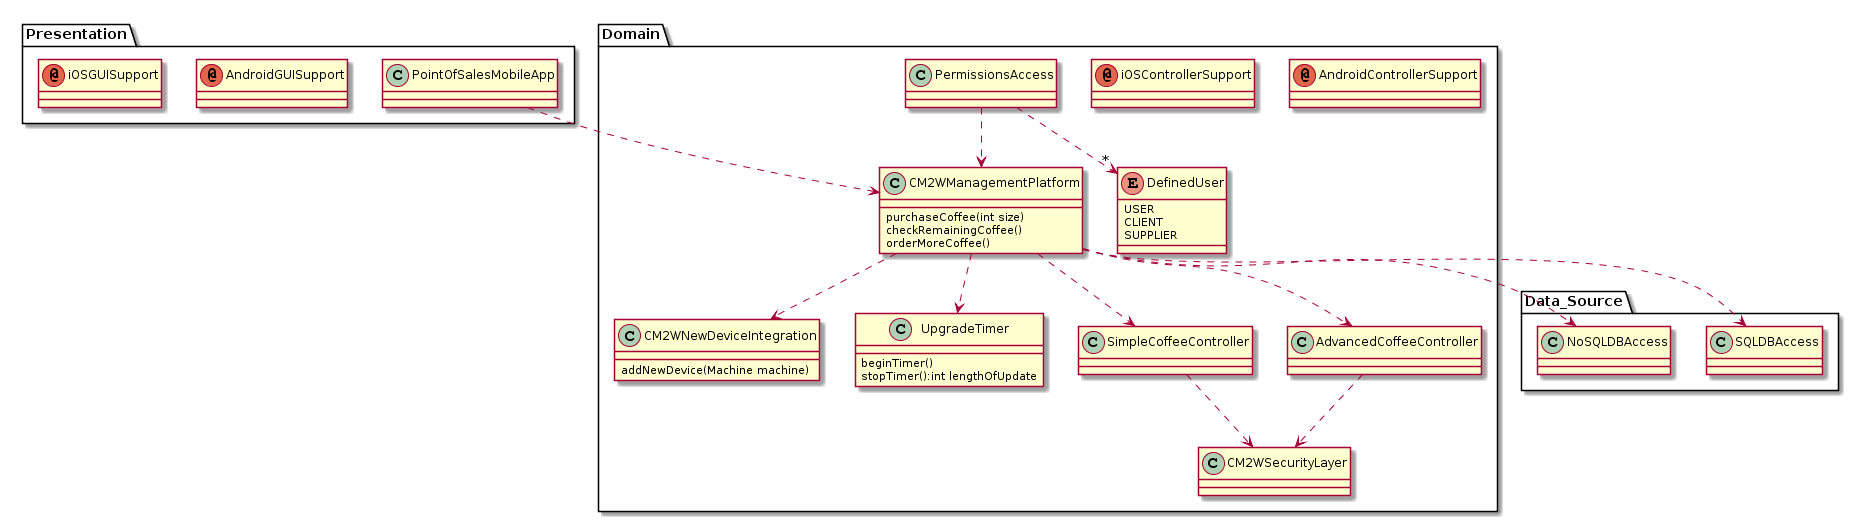 Presentation
@ iOSGUISupport
@ AndroidGUISupport
C PointOfSalesMobileApp
Domain
C PermissionsAccess
@ iOSControllerSupport
@ AndroidControllerSupport
*
C CM2WManagementPlatform
purchaseCoffee(int size)
checkRemainingCoffee()
orderMoreCoffee()
E DefinedUser
USER
CLIENT
SUPPLIER
C CM2WNewDeviceIntegration
addNewDevice(Machine machine)
C UpgradeTimer
beginTimer()
stopTimer():int lengthOfUpdate
C SimpleCoffeeController
C AdvancedCoffeeController
C CM2WSecurityLayer
Data_Source
C NoSQLDBAccess
C SQLDBAccess